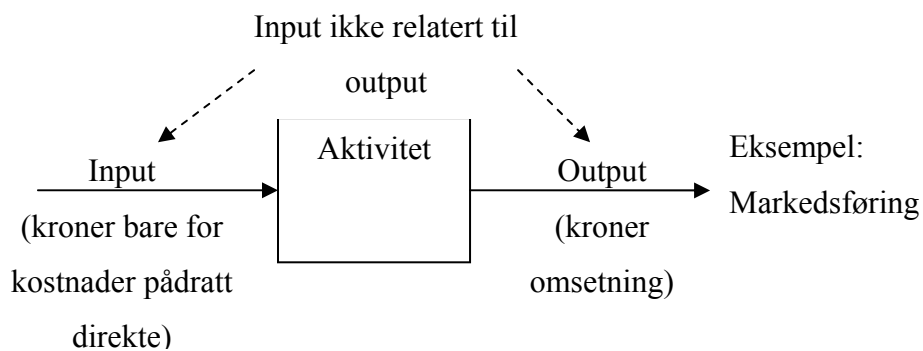 Input ikke relatert til
output
Aktivitet
Input
(kroner bare for
kostnader pådratt
direkte)
Output
(kroner
omsetning)
Eksempel:
Markedsføring